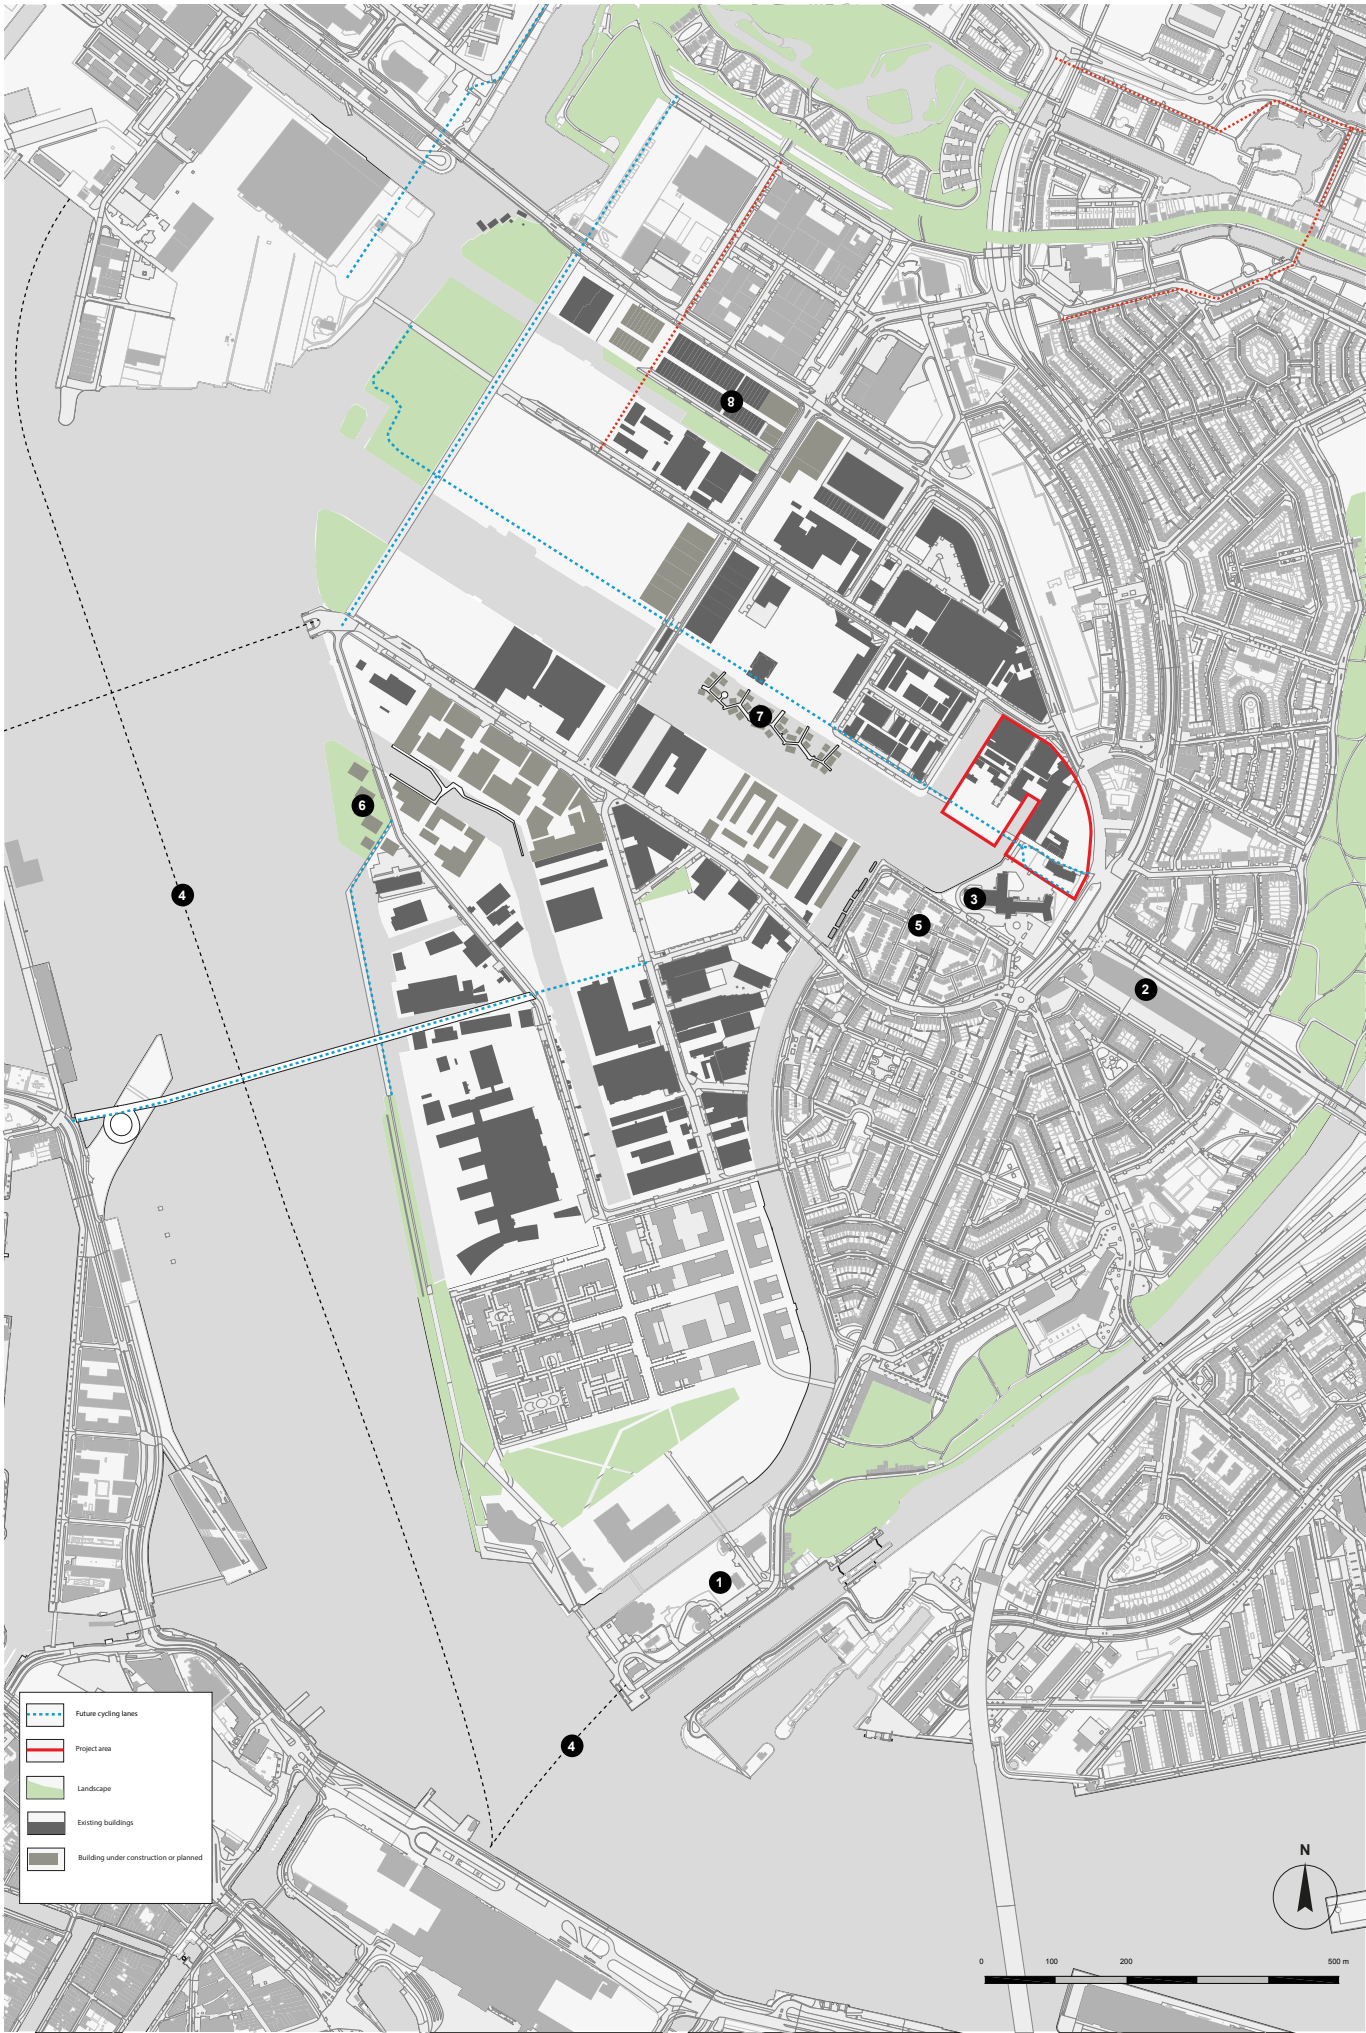 8
7
6
3
5
4
2
1
4
Future cycling lanes
Project area
Landscape
Existing buildings
Building under construction or planned
N
0 100 200 500 m